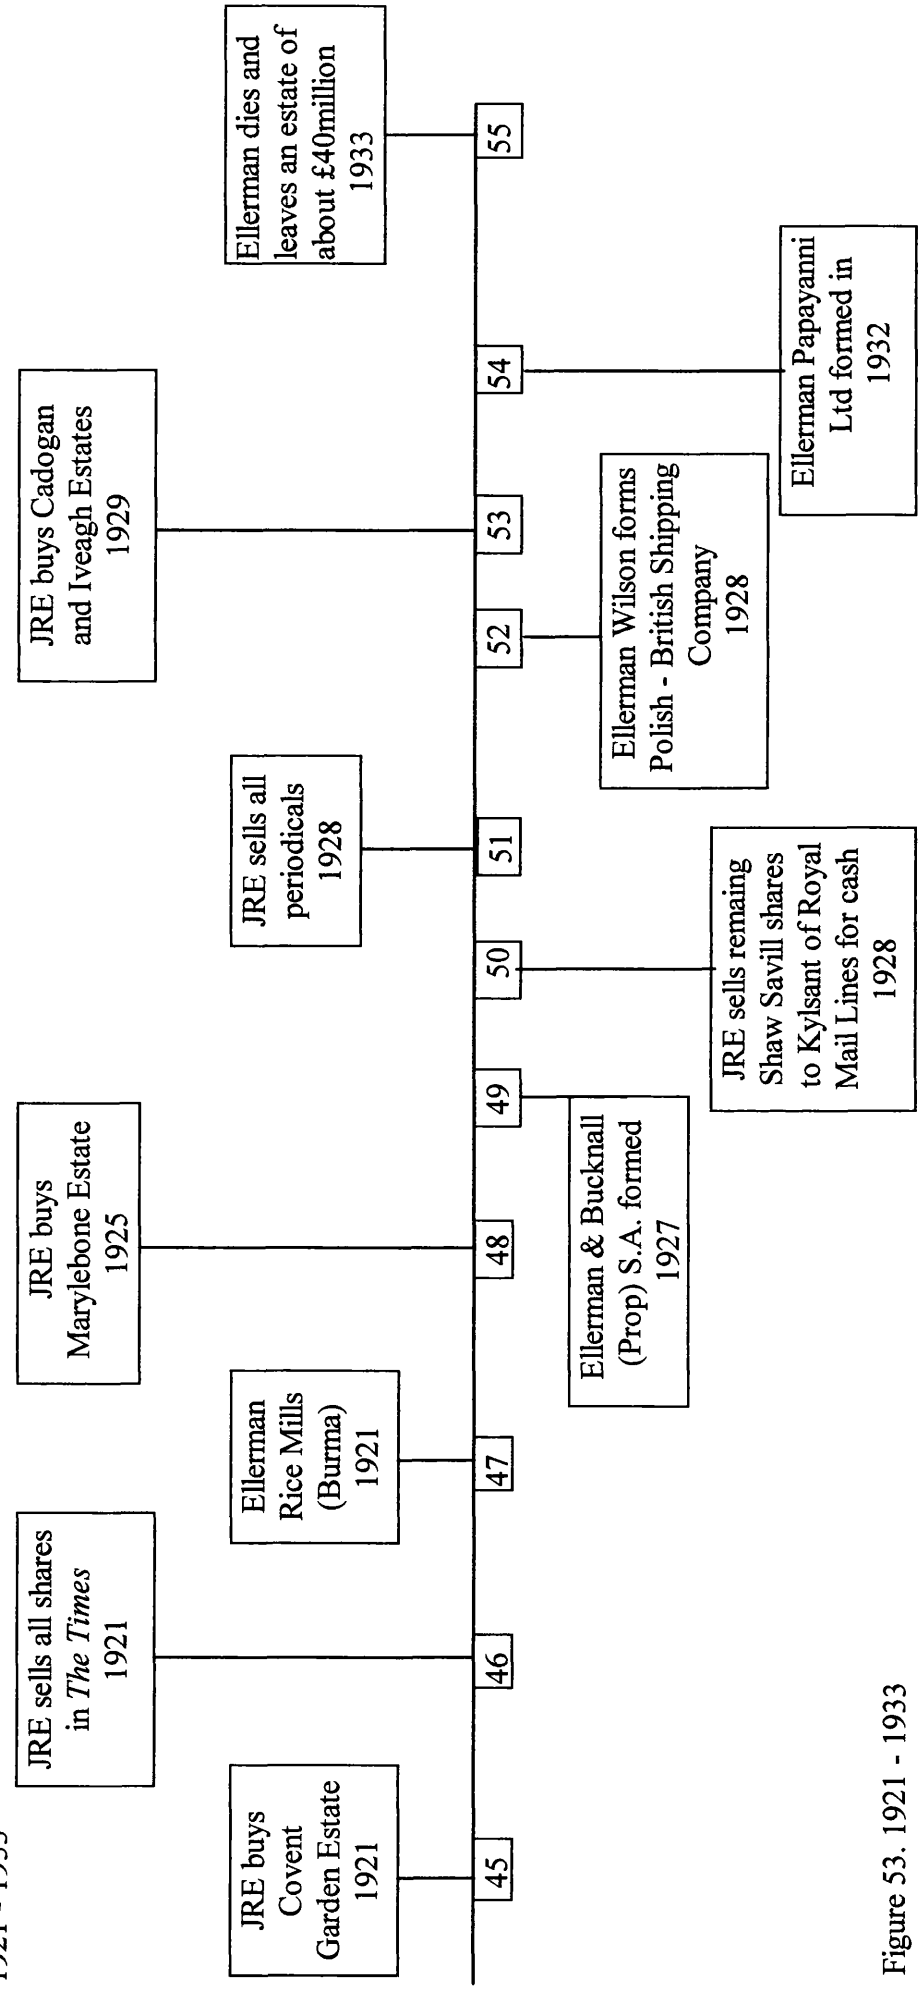 1921 - 1933
JRE buys
Covent
Garden Estate
1921
45
JRE sells all shares
in The Times
1921
46
Ellerman
Rice Mills
(Burma)
1921
47
JRE buys
Marylebone Estate
1925
48
Ellerman & Bucknall
(Prop) S.A. formed
1927
49
JRE sells remaing
Shaw Savill shares
to Kylsant of Royal
Mail Lines for cash
1928
50
JRE sells all
periodicals
1928
51
Ellerman Wilson forms
Polish - British Shipping
Company
1928
52
JRE buys Cadogan
and Iveagh Estates
1929
53
Ellerman Papayanni
Ltd formed in
1932
54
Ellerman dies and
leaves an estate of
about £40million
1933
55
Figure 53. 1921 - 1933